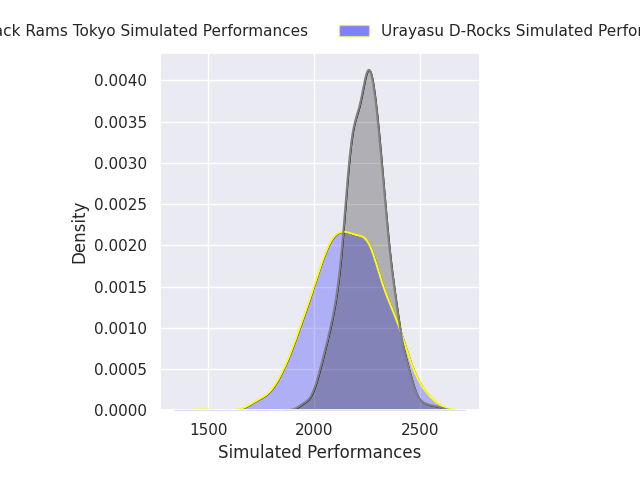 ack Rams Tokyo Simulated Performances
Urayasu D-Rocks Simulated Perfor
0.0040
0.0035
0.0030
0.0025
0.0020
0.0015
0.0010
0.0005
0.0000
Density
1500 2000 2500
Simulated Performances